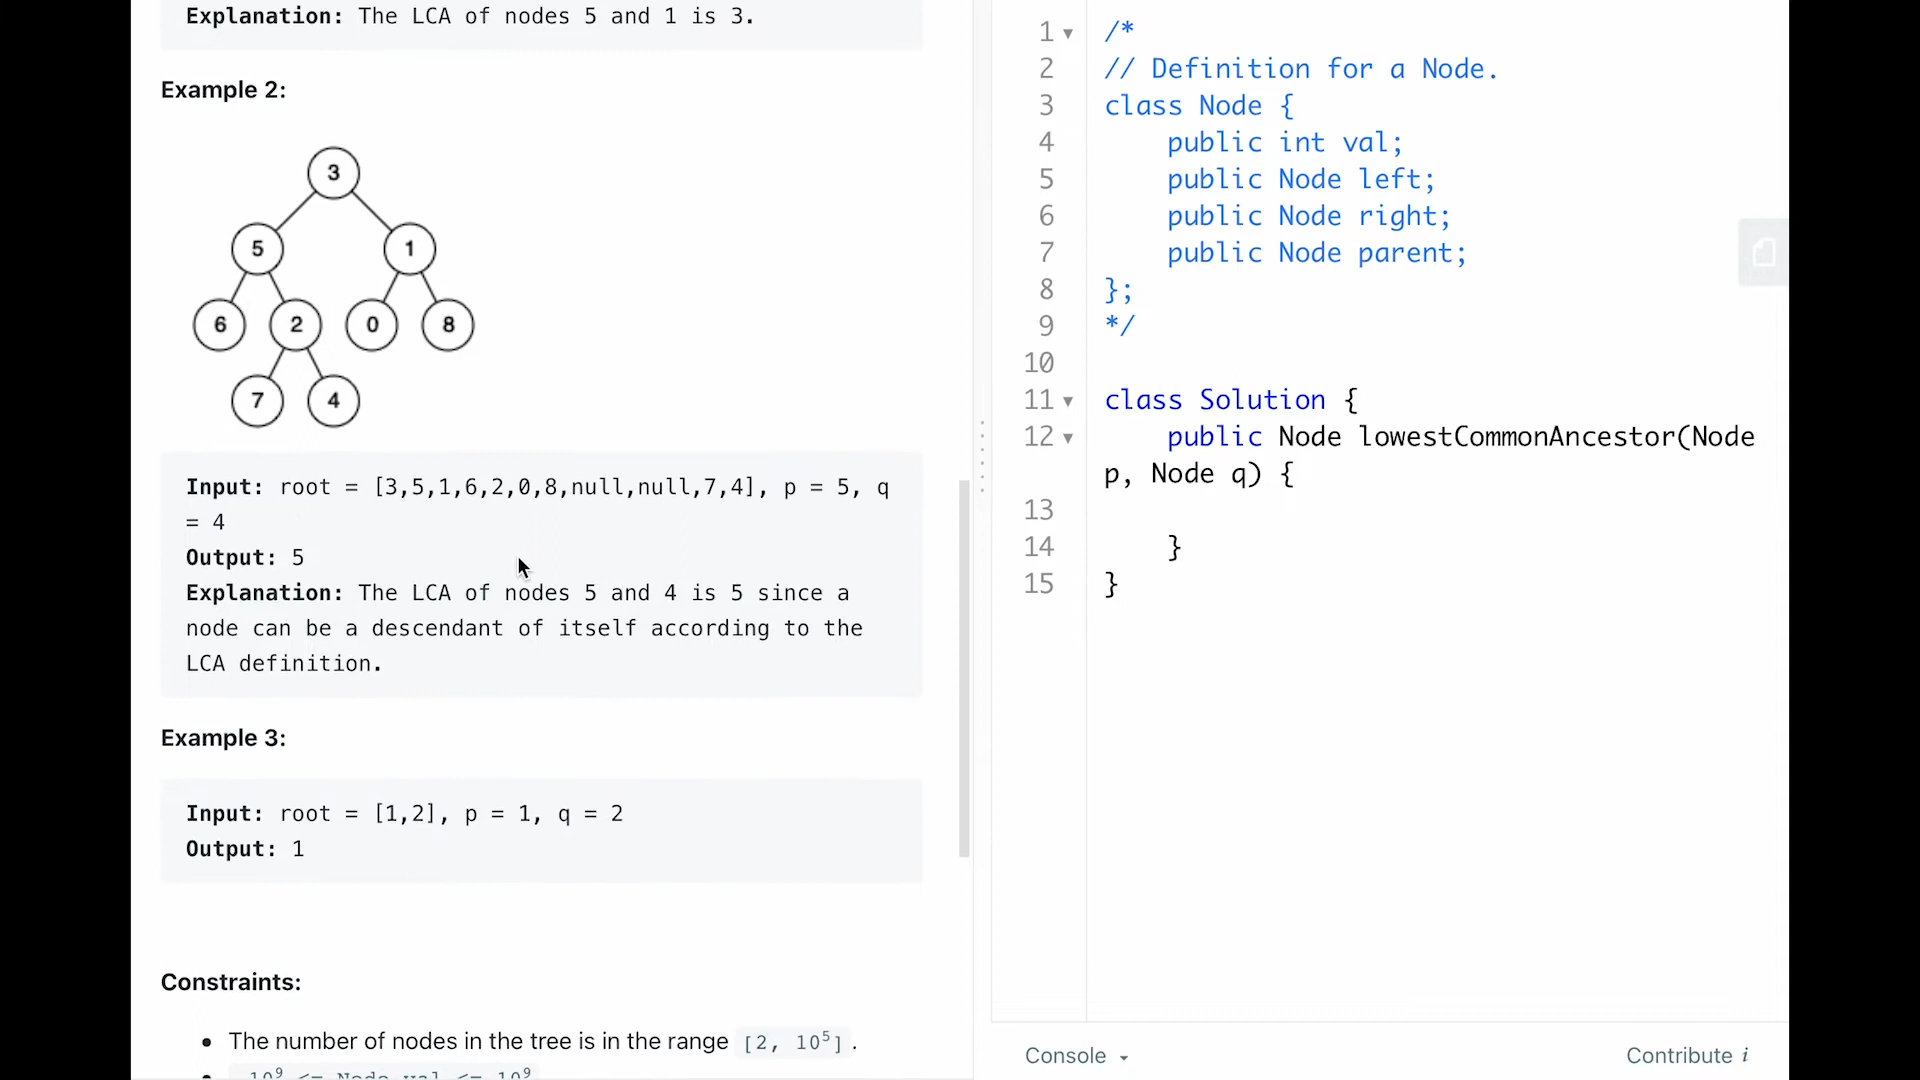 Explanation: The LCA of nodes 5 and 1 is 3.
Example 2:
3
5 1
6 2 0 8
7 4
Input: root = [3,5,1,6,2,0,8,null,null,7,4], p = 5, q
= 4
Output: 5
Explanation: The LCA of nodes 5 and 4 is 5 since a
node can be a descendant of itself according to the
LCA definition.
Example 3:
Input: root = [1,2], p = 1, q = 2
Output: 1
Constraints:
• The number of nodes in the tree is in the range [2, 10⁵].
• -10⁹ <= Node.val <= 10⁹
1 /*
2 // Definition for a Node.
3 class Node {
4 public int val;
5 public Node left;
6 public Node right;
7 public Node parent;
8 };
9 */
10
11 class Solution {
12 public Node lowestCommonAncestor(Node
p, Node q) {
13
14 }
15 }
Console
Contribute i